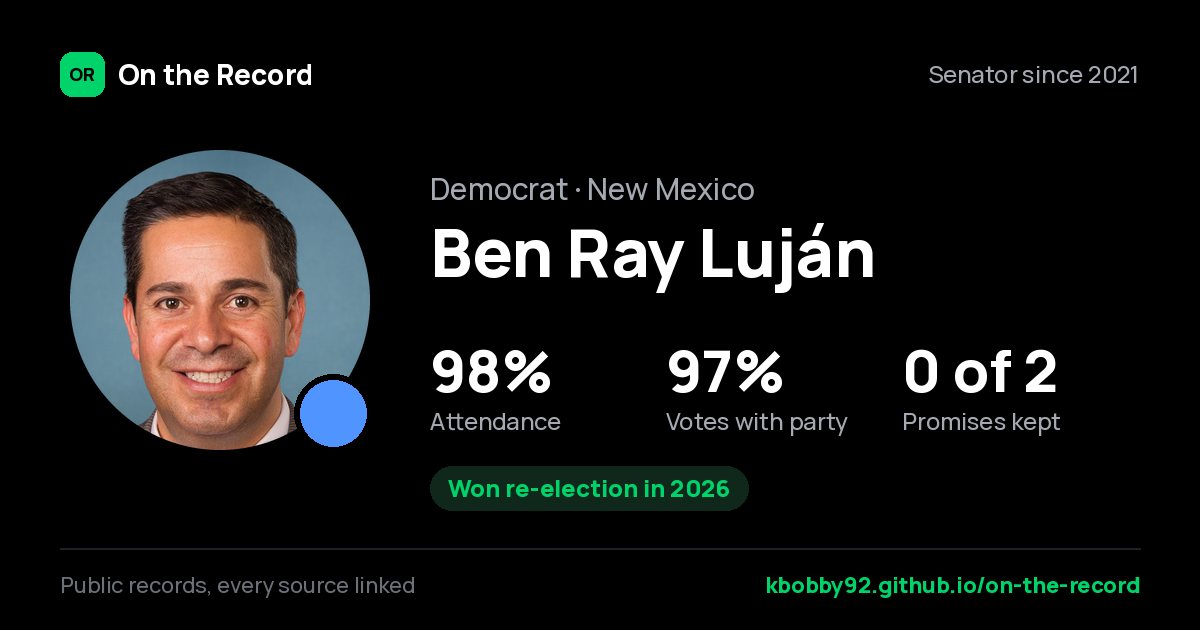 OR On the Record
Senator since 2021
Democrat · New Mexico
Ben Ray Luján
98% 97% 0 of 2
Attendance Votes with party Promises kept
Won re-election in 2026
Public records, every source linked
kbobby92.github.io/on-the-record